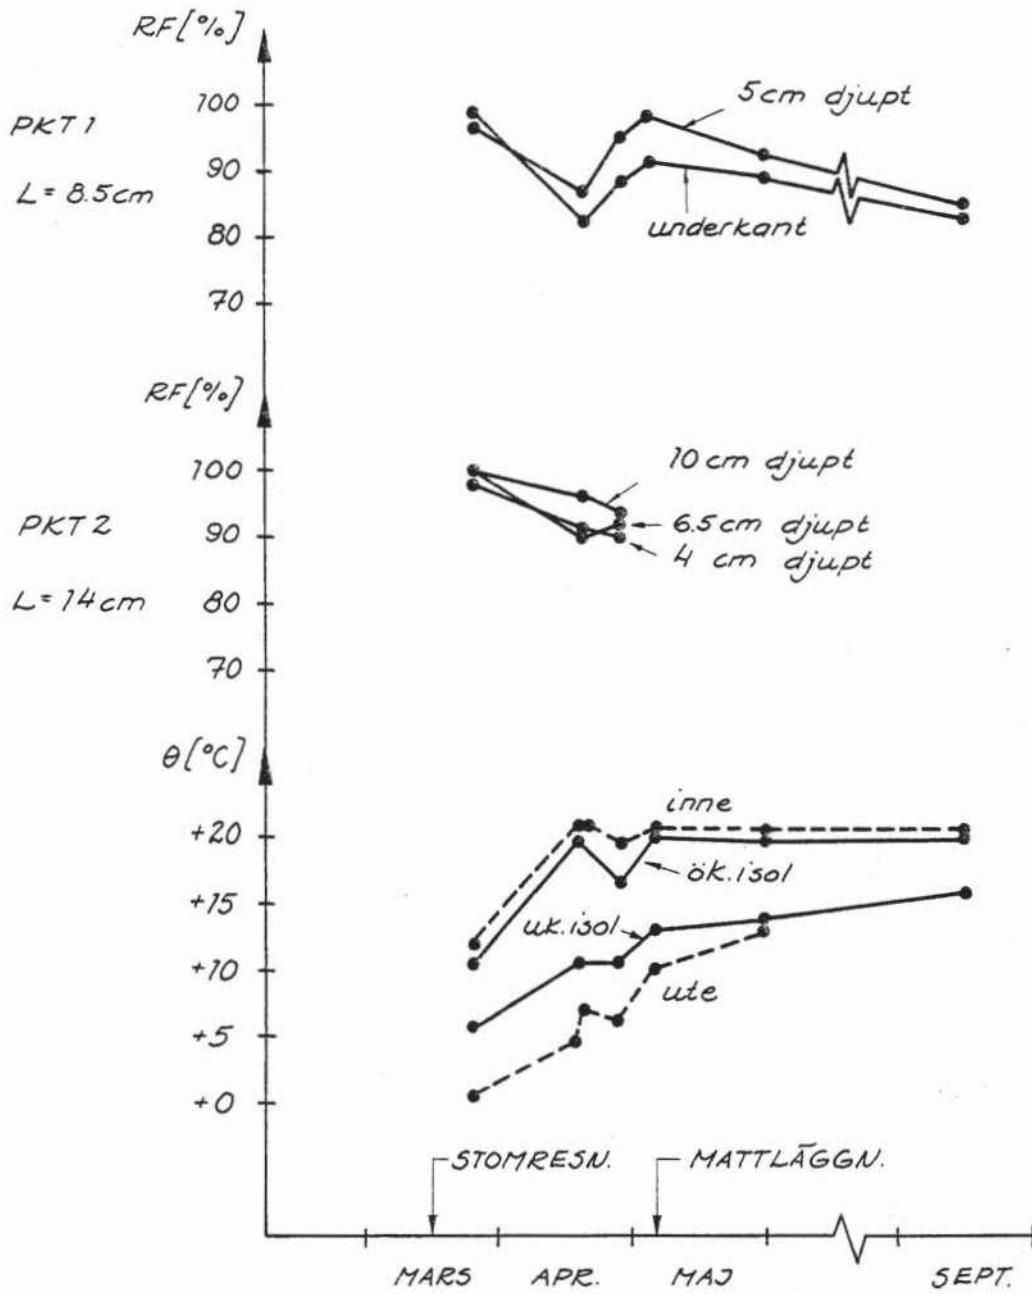 RF[%]
100
90
80
70
PKT 1
L = 8.5cm
5cm djupt
underkant
RF[%]
100
90
80
70
PKT 2
L = 14cm
10 cm djupt
6.5cm djupt
4 cm djupt
θ[°C]
+20
+15
+10
+5
+0
inne
ök.isol
uk.isol
ute
STOMRESN.
MATTLÄGGN.
MARS
APR.
MAJ
SEPT.